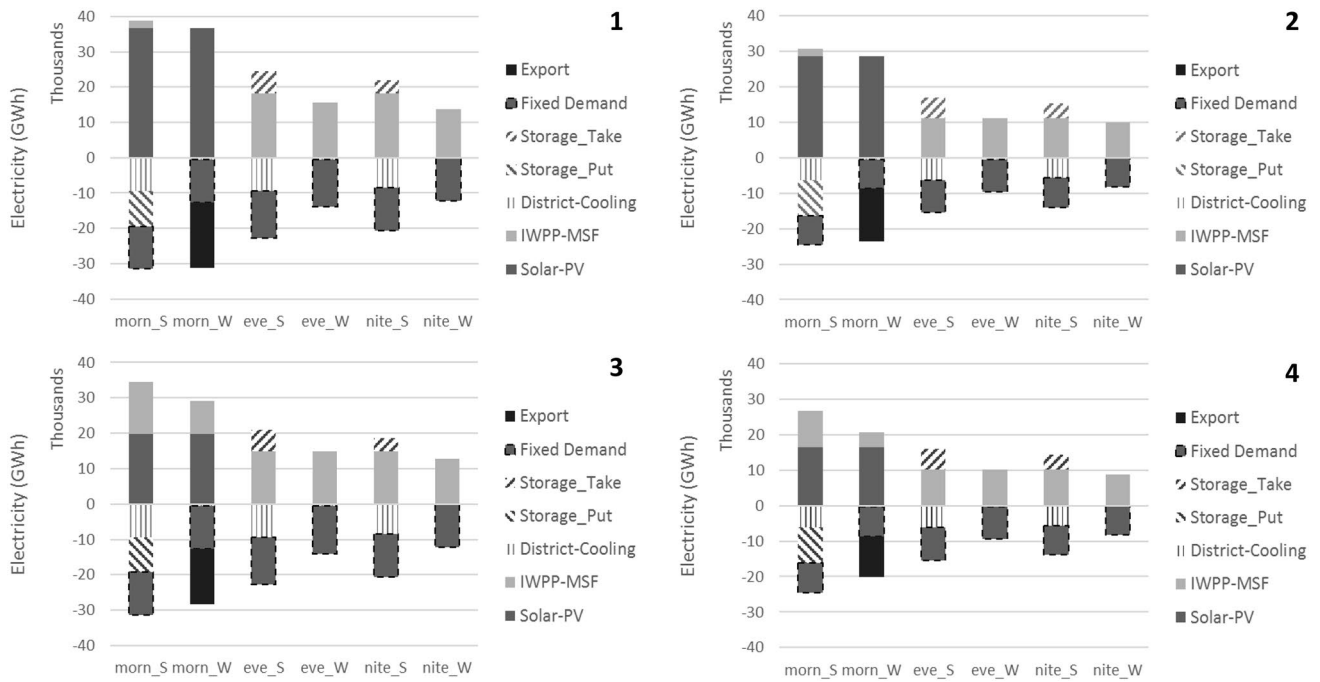 1
Electricity (GWh)
Thousands
40
30
20
10
0
-10
-20
-30
-40
morn_S morn_W eve_S eve_W nite_S nite_W
Export
Fixed Demand
Storage_Take
Storage_Put
District-Cooling
IWPP-MSF
Solar-PV
2
Electricity (GWh)
Thousands
40
30
20
10
0
-10
-20
-30
-40
morn_S morn_W eve_S eve_W nite_S nite_W
Export
Fixed Demand
Storage_Take
Storage_Put
District-Cooling
IWPP-MSF
Solar-PV
3
Electricity (GWh)
Thousands
40
30
20
10
0
-10
-20
-30
-40
morn_S morn_W eve_S eve_W nite_S nite_W
Export
Fixed Demand
Storage_Take
Storage_Put
District-Cooling
IWPP-MSF
Solar-PV
4
Electricity (GWh)
Thousands
40
30
20
10
0
-10
-20
-30
-40
morn_S morn_W eve_S eve_W nite_S nite_W
Export
Fixed Demand
Storage_Take
Storage_Put
District-Cooling
IWPP-MSF
Solar-PV